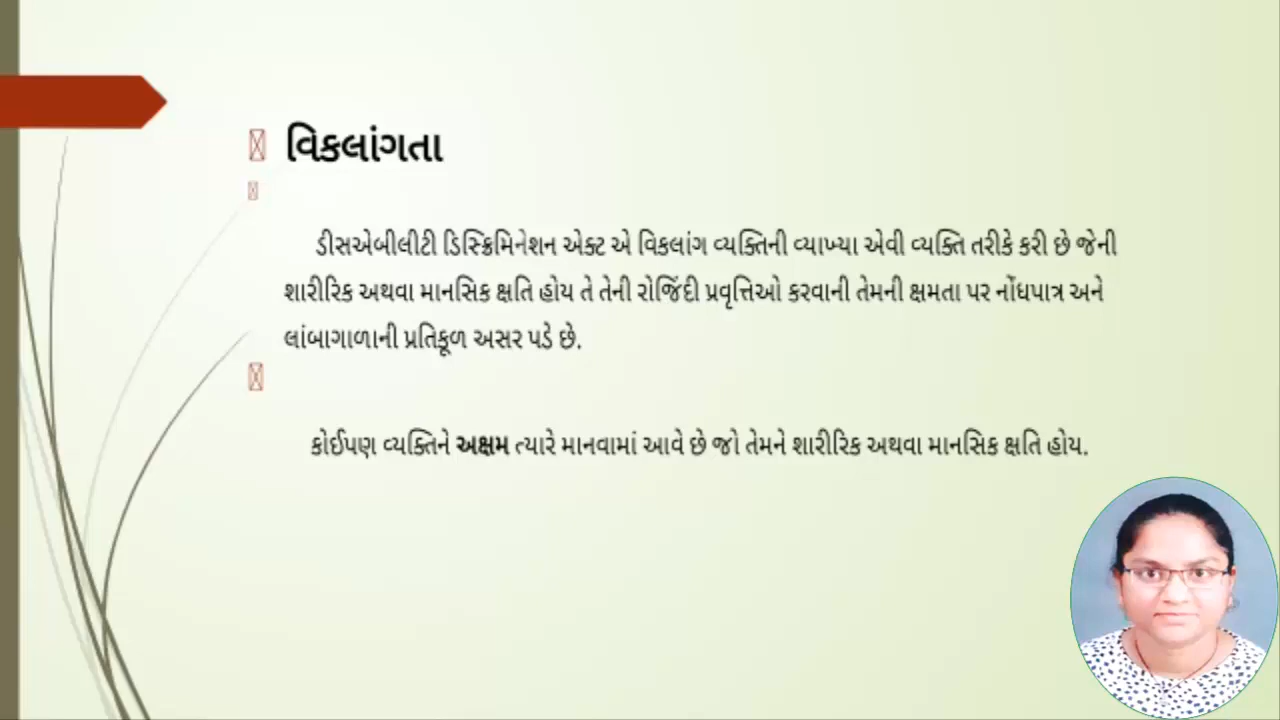 વિકલાંગતા
ડીસએબીલીટી ડિસ્ક્રિમિનેશન એક્ટ એ વિકલાંગ વ્યક્તિની વ્યાખ્યા એવી વ્યક્તિ તરીકે કરી છે જેની
શારીરિક અથવા માનસિક ક્ષતિ હોય તે તેની રોજિંદી પ્રવૃત્તિઓ કરવાની તેમની ક્ષમતા પર નોંધપાત્ર અને
લાંબાગાળાની પ્રતિકૂળ અસર પડે છે.
કોઈપણ વ્યક્તિને અક્ષમ ત્યારે માનવામાં આવે છે જો તેમને શારીરિક અથવા માનસિક ક્ષતિ હોય.